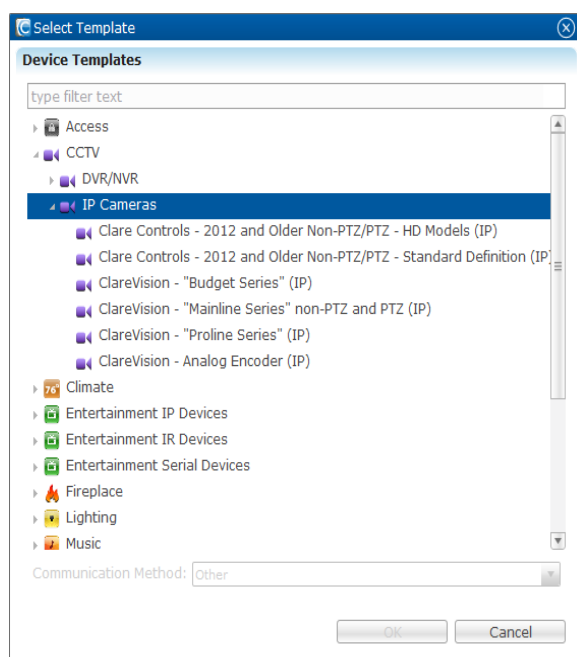 Select Template
Device Templates
type filter text
Access
CCTV
DVR/NVR
IP Cameras
Clare Controls - 2012 and Older Non-PTZ/PTZ - HD Models (IP)
Clare Controls - 2012 and Older Non-PTZ/PTZ - Standard Definition (IP)
ClareVision - "Budget Series" (IP)
ClareVision - "Mainline Series" non-PTZ and PTZ (IP)
ClareVision - "Proline Series" (IP)
ClareVision - Analog Encoder (IP)
76° Climate
Entertainment IP Devices
Entertainment IR Devices
Entertainment Serial Devices
Fireplace
Lighting
Music
Communication Method: Other
OK Cancel